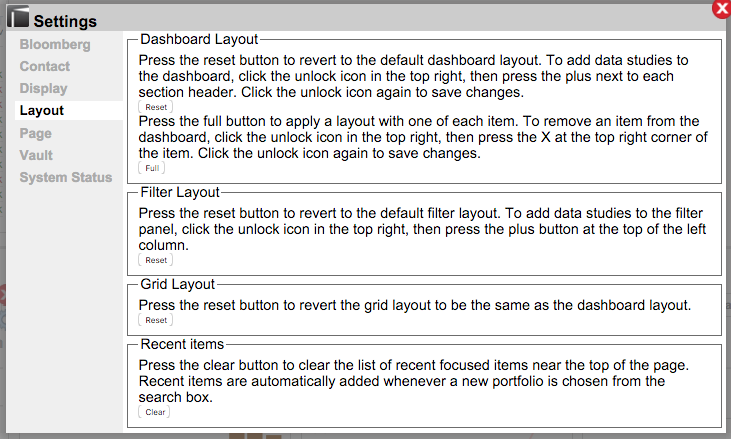 Settings
Bloomberg
Contact
Display
Layout
Page
Vault
System Status
Dashboard Layout
Press the reset button to revert to the default dashboard layout. To add data studies to
the dashboard, click the unlock icon in the top right, then press the plus next to each
section header. Click the unlock icon again to save changes.
Reset
Press the full button to apply a layout with one of each item. To remove an item from the
dashboard, click the unlock icon in the top right, then press the X at the top right corner of
the item. Click the unlock icon again to save changes.
Full
Filter Layout
Press the reset button to revert to the default filter layout. To add data studies to the filter
panel, click the unlock icon in the top right, then press the plus button at the top of the left
column.
Reset
Grid Layout
Press the reset button to revert the grid layout to be the same as the dashboard layout.
Reset
Recent items
Press the clear button to clear the list of recent focused items near the top of the page.
Recent items are automatically added whenever a new portfolio is chosen from the
search box.
Clear